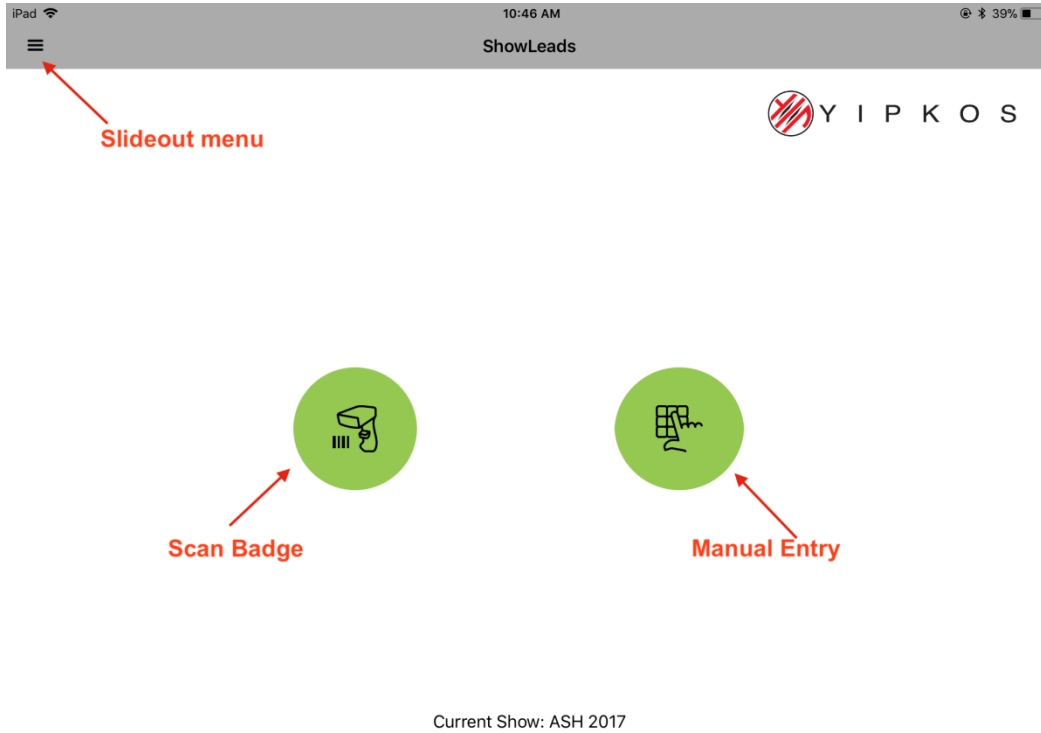 iPad 10:46 AM 39%
ShowLeads
Y I P K O S
Slideout menu
Scan Badge
Manual Entry
Current Show: ASH 2017